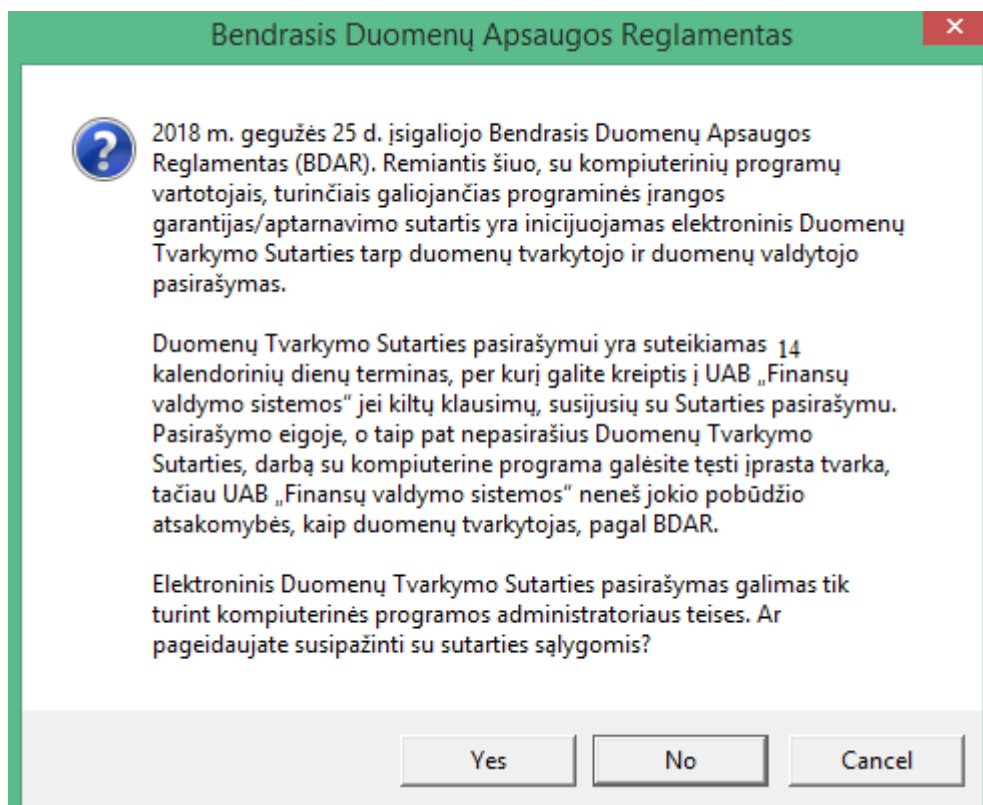 Bendrasis Duomenų Apsaugos Reglamentas
2018 m. gegužės 25 d. įsigaliojo Bendrasis Duomenų Apsaugos
Reglamentas (BDAR). Remiantis šiuo, su kompiuterinių programų
vartotojais, turinčiais galiojančias programinės įrangos
garantijas/aptarnavimo sutartis yra inicijuojamas elektroninis Duomenų
Tvarkymo Sutarties tarp duomenų tvarkytojo ir duomenų valdytojo
pasirašymas.
Duomenų Tvarkymo Sutarties pasirašymui yra suteikiamas 14
kalendorinių dienų terminas, per kurį galite kreiptis į UAB „Finansų
valdymo sistemos“ jei kiltų klausimų, susijusių su Sutarties pasirašymu.
Pasirašymo eigoje, o taip pat nepasirašius Duomenų Tvarkymo
Sutarties, darbą su kompiuterine programa galėsite tęsti įprasta tvarka,
tačiau UAB „Finansų valdymo sistemos“ neneš jokio pobūdžio
atsakomybės, kaip duomenų tvarkytojas, pagal BDAR.
Elektroninis Duomenų Tvarkymo Sutarties pasirašymas galimas tik
turint kompiuterinės programos administratoriaus teises. Ar
pageidaujate susipažinti su sutarties sąlygomis?
Yes No Cancel